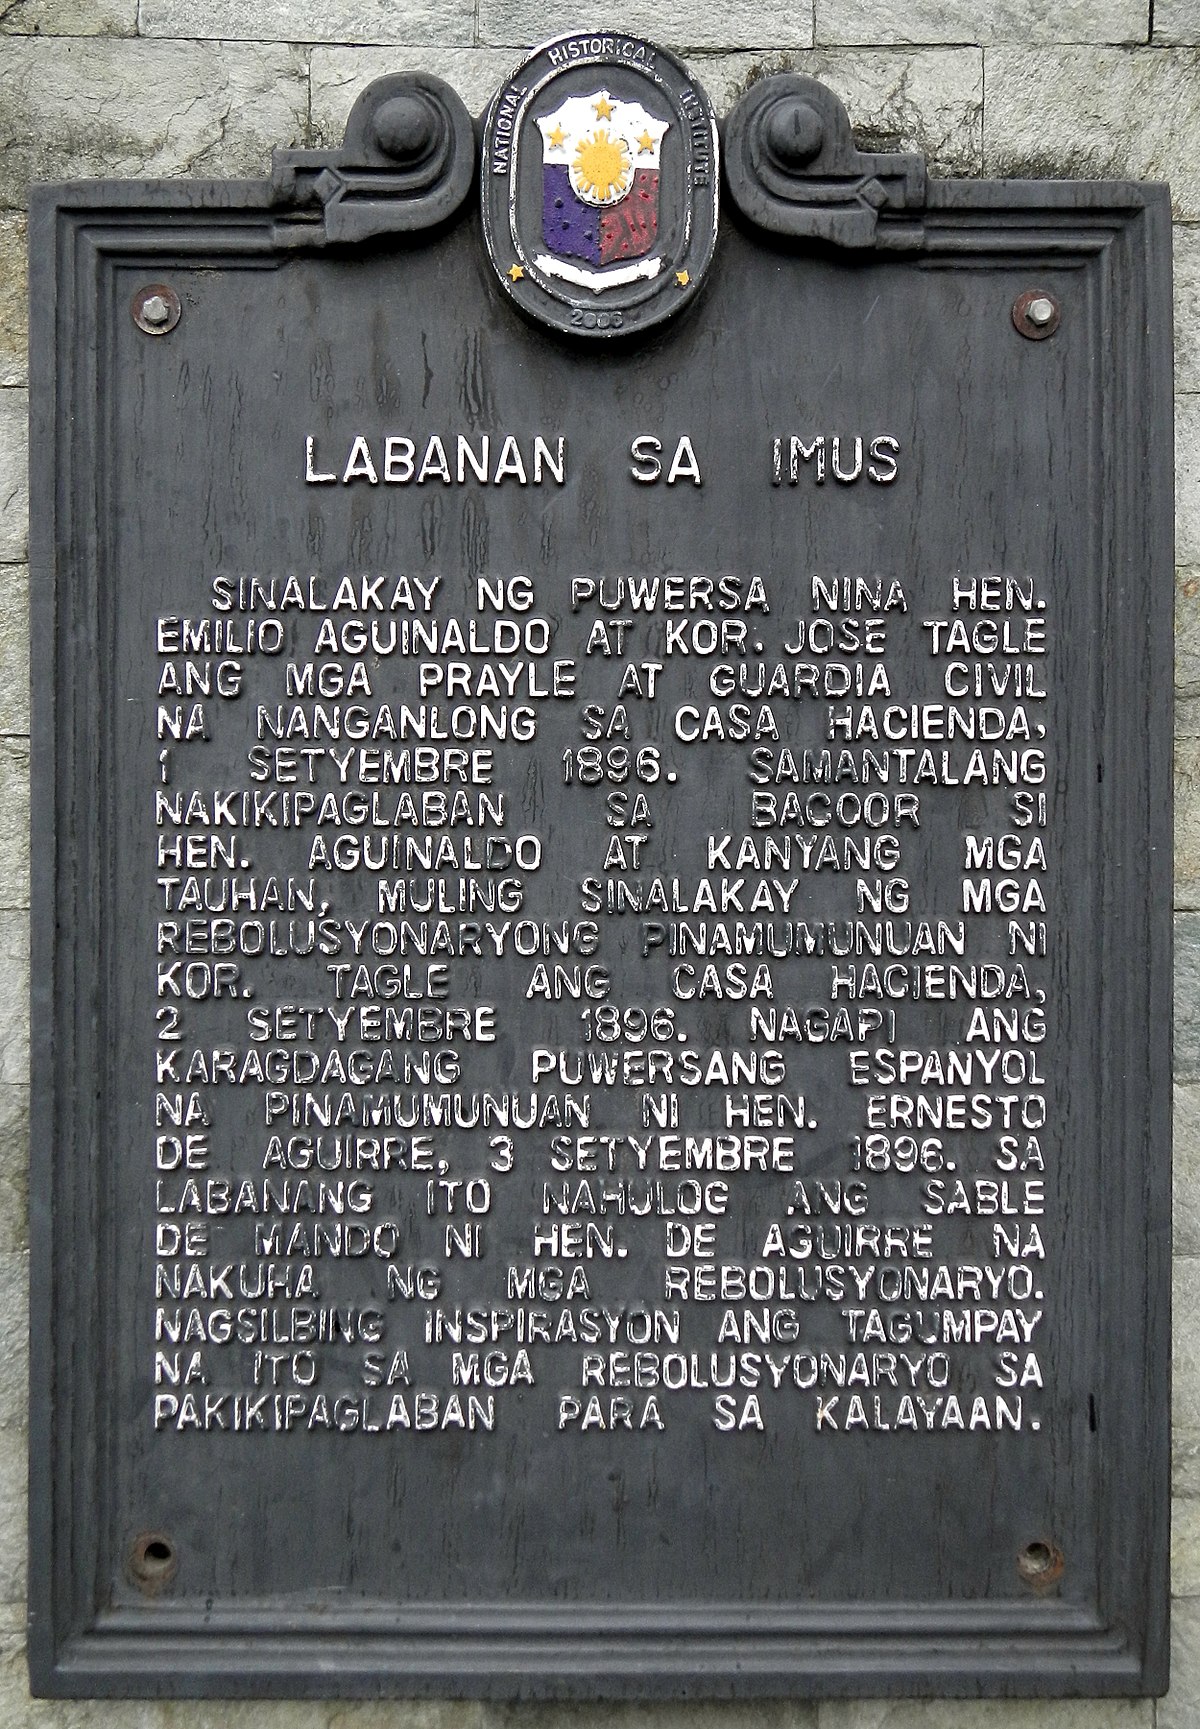 NATIONAL HISTORICAL INSTITUTE
2006
LABANAN SA IMUS
SINALAKAY NG PUWERSA NINA HEN.
EMILIO AGUINALDO AT KOR. JOSE TAGLE
ANG MGA PRAYLE AT GUARDIA CIVIL
NA NANGANLONG SA CASA HACIENDA,
1 SETYEMBRE 1896. SAMANTALANG
NAKIKIPAGLABAN SA BACOOR SI
HEN. AGUINALDO AT KANYANG MGA
TAUHAN, MULING SINALAKAY NG MGA
REBOLUSYONARYONG PINAMUMUNUAN NI
KOR. TAGLE ANG CASA HACIENDA,
2 SETYEMBRE 1896. NAGAPI ANG
KARAGDAGANG PUWERSANG ESPANYOL
NA PINAMUMUNUAN NI HEN. ERNESTO
DE AGUIRRE, 3 SETYEMBRE 1896. SA
LABANANG ITO NAHULOG ANG SABLE
DE MANDO NI HEN. DE AGUIRRE NA
NAKUHA NG MGA REBOLUSYONARYO.
NAGSILBING INSPIRASYON ANG TAGUMPAY
NA ITO SA MGA REBOLUSYONARYO SA
PAKIKIPAGLABAN PARA SA KALAYAAN.